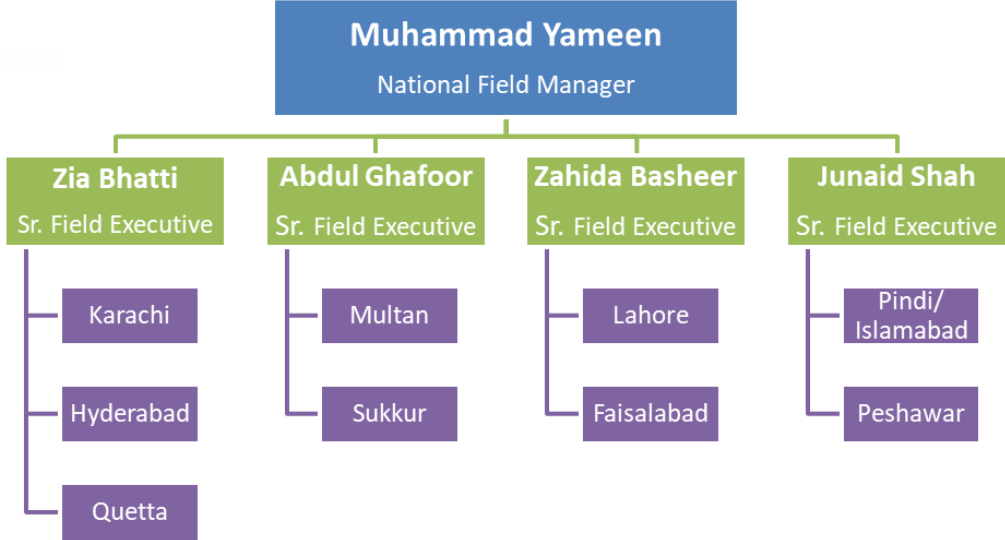 Muhammad Yameen
National Field Manager
Zia Bhatti
Sr. Field Executive
Karachi
Hyderabad
Quetta
Abdul Ghafoor
Sr. Field Executive
Multan
Sukkur
Zahida Basheer
Sr. Field Executive
Lahore
Faisalabad
Junaid Shah
Sr. Field Executive
Pindi/
Islamabad
Peshawar